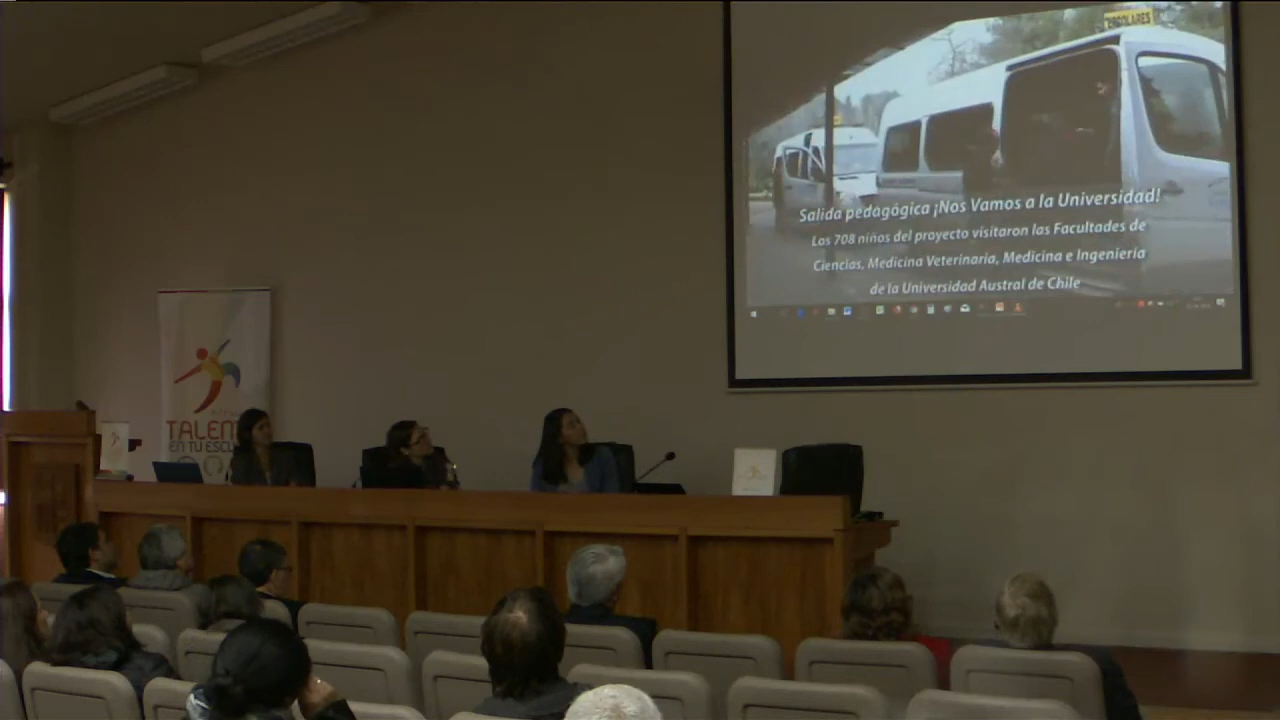 ESCOLARES
Salida pedagógica ¡Nos Vamos a la Universidad!
Los 708 niños del proyecto visitaron las Facultades de
Ciencias, Medicina Veterinaria, Medicina e Ingeniería
de la Universidad Austral de Chile
TALEN
EN TU ESCU